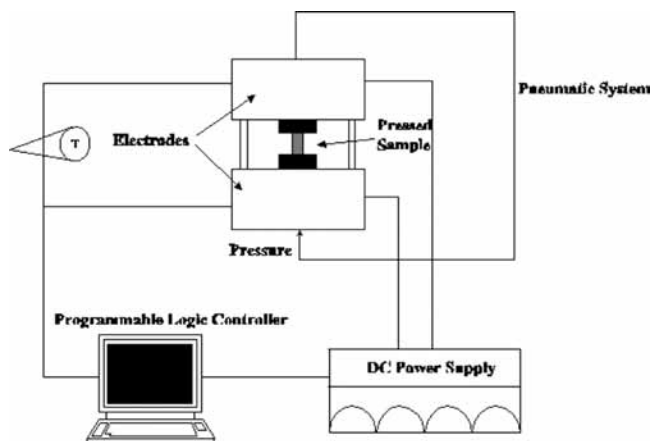 Pneumatic System
Electrodes
Pressed
Sample
T
Pressure
Programmable Logic Controller
DC Power Supply